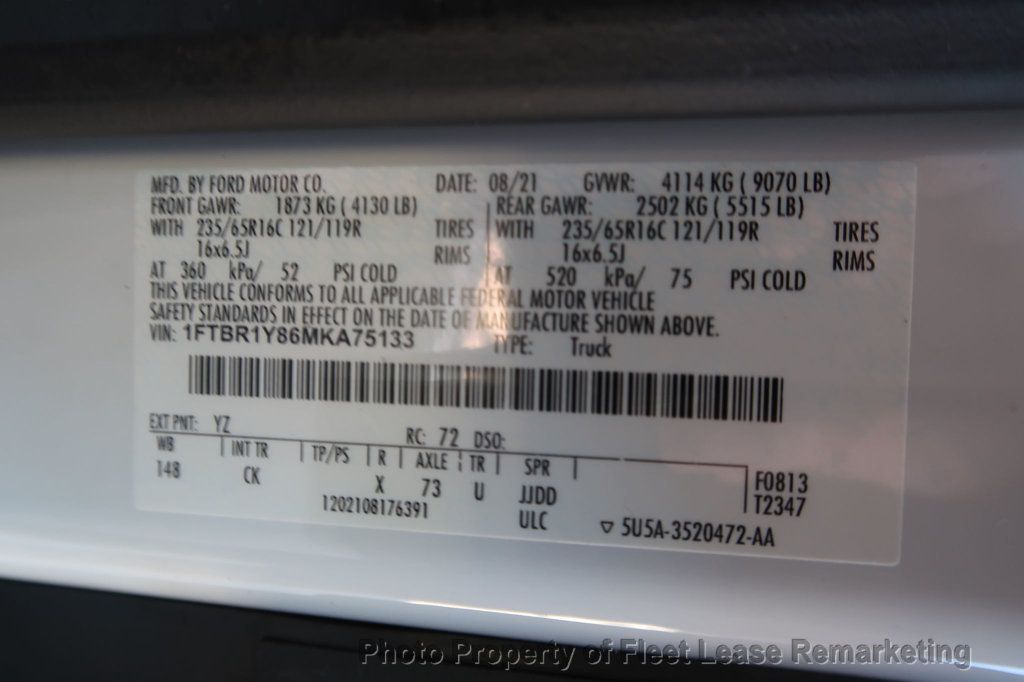 MFD. BY FORD MOTOR CO. DATE: 08/21 GVWR: 4114 KG ( 9070 LB)
FRONT GAWR: 1873 KG ( 4130 LB) REAR GAWR: 2502 KG ( 5515 LB)
WITH 235/65R16C 121/119R TIRES WITH 235/65R16C 121/119R TIRES
16x6.5J RIMS 16x6.5J RIMS
AT 360 kPa/ 52 PSI COLD AT 520 kPa/ 75 PSI COLD
THIS VEHICLE CONFORMS TO ALL APPLICABLE FEDERAL MOTOR VEHICLE
SAFETY STANDARDS IN EFFECT ON THE DATE OF MANUFACTURE SHOWN ABOVE.
VIN: 1FTBR1Y86MKA75133 TYPE: Truck
EXT PNT: YZ RC: 72 DSO:
WB INT TR TP/PS R AXLE TR SPR
148 CK X 73 U JJDD F0813
1202108176391 ULC T2347
5U5A-3520472-AA
Photo Property of Fleet Lease Remarketing